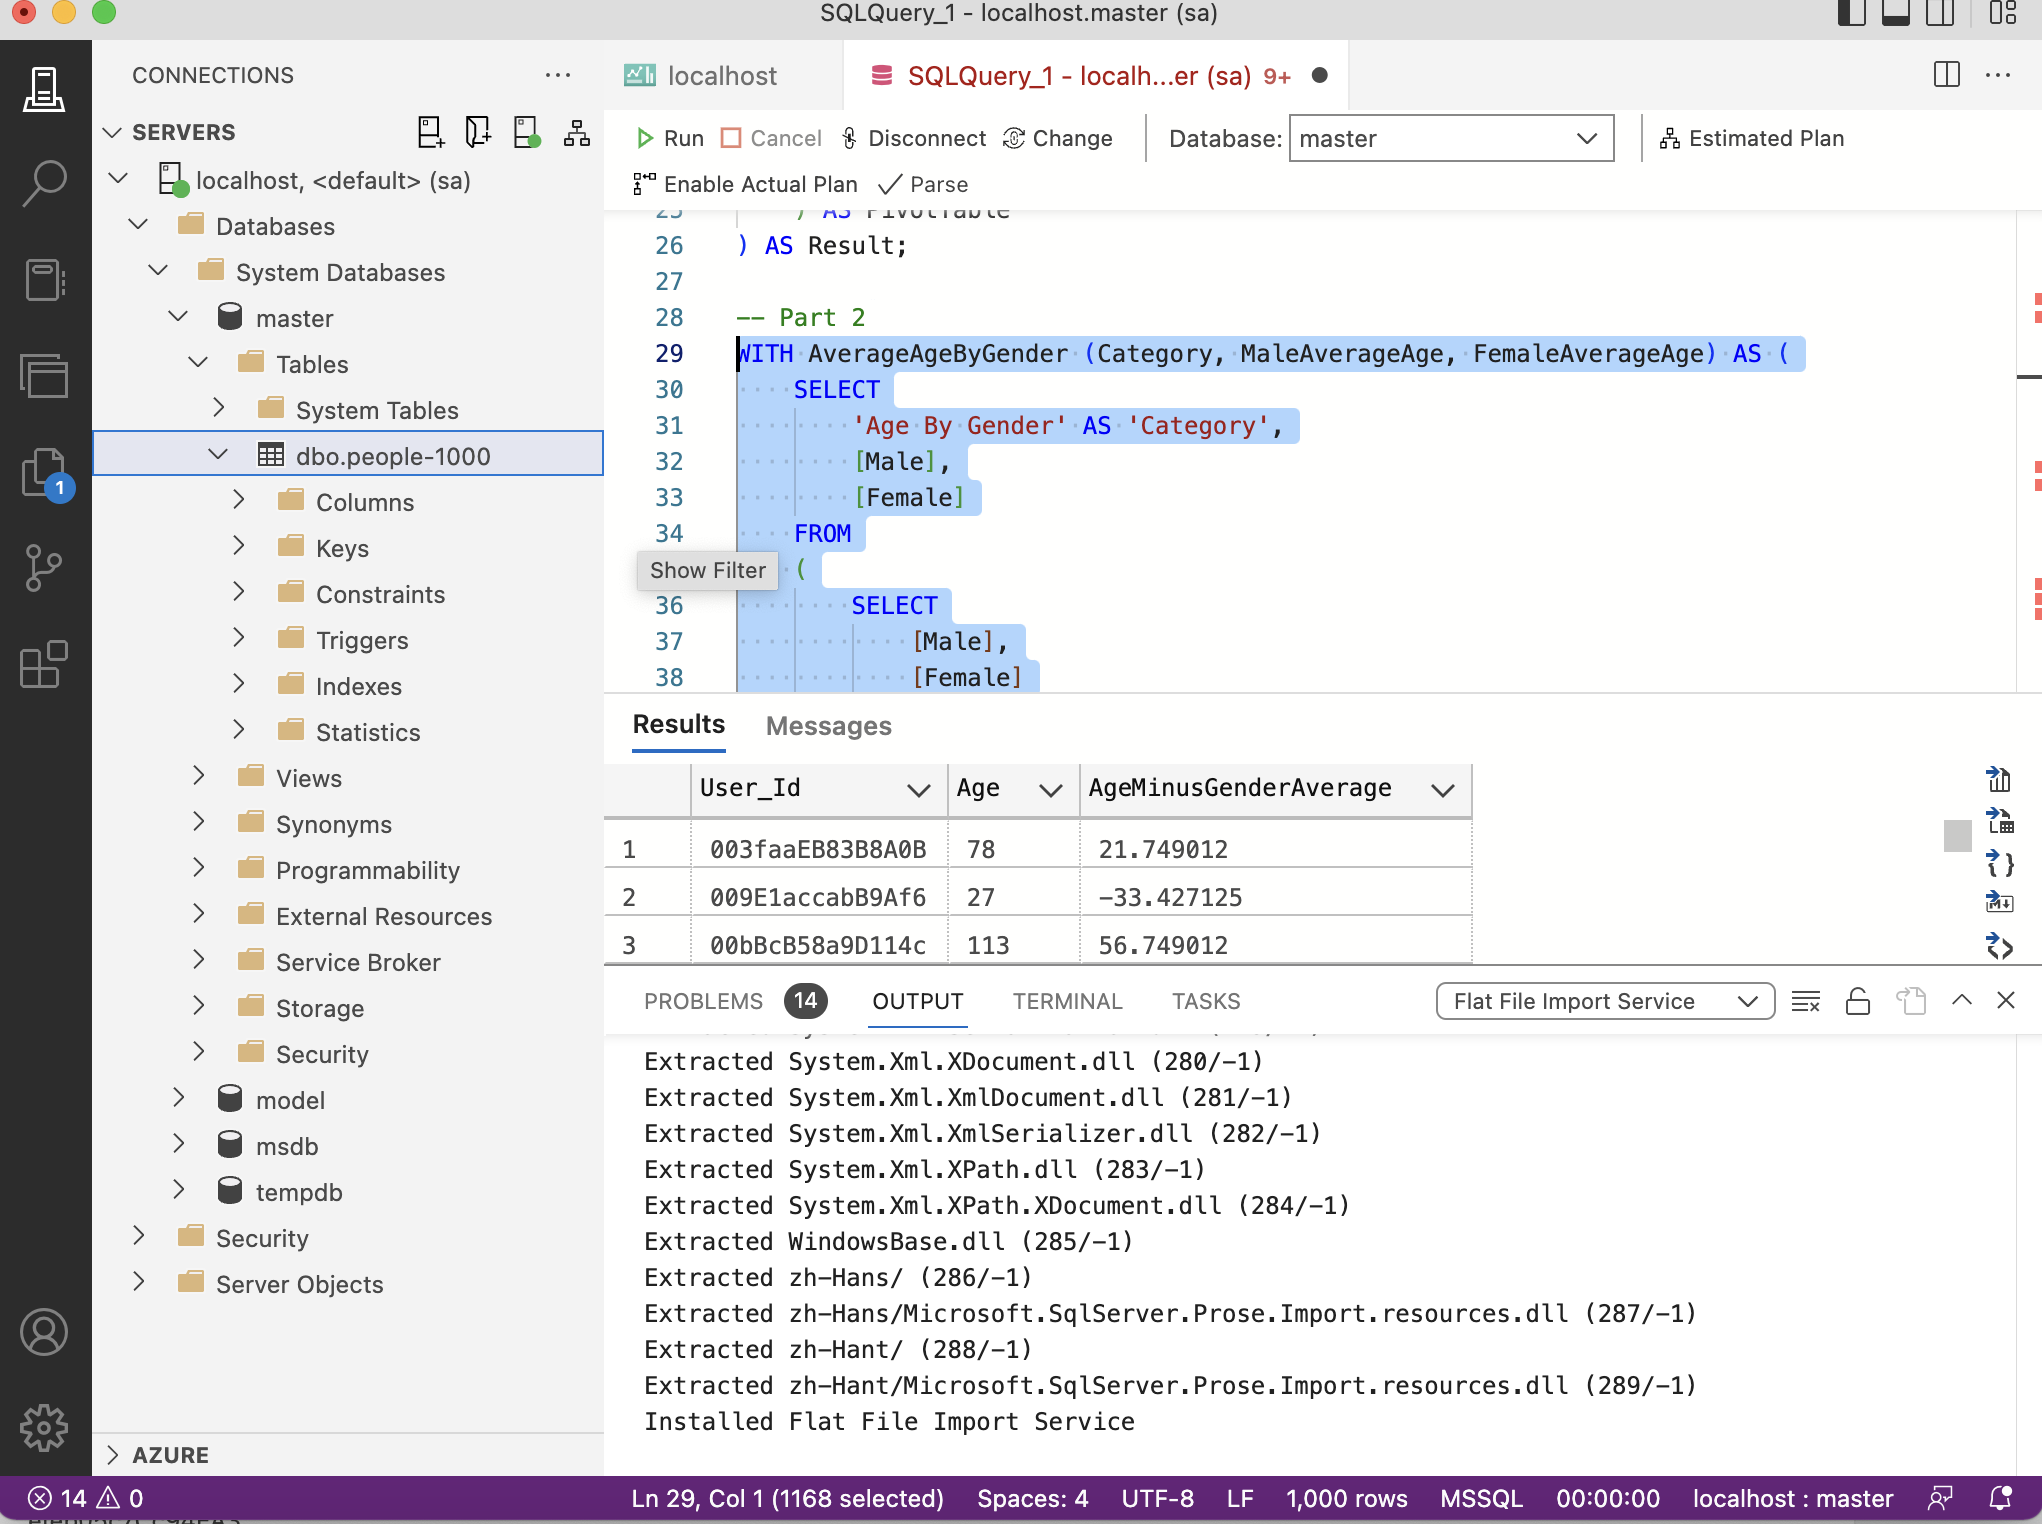 SQLQuery_1 - localhost.master (sa)
CONNECTIONS
SERVERS
localhost, <default> (sa)
Databases
System Databases
master
Tables
System Tables
dbo.people-1000
Columns
Keys
Constraints
Triggers
Indexes
Statistics
Views
Synonyms
Programmability
External Resources
Service Broker
Storage
Security
model
msdb
tempdb
Security
Server Objects
AZURE
1
localhost
SQLQuery_1 - localh...er (sa) 9+
Run Cancel Disconnect Change Database: master Estimated Plan
Enable Actual Plan Parse
25 ) AS PivotTable
26 ) AS Result;
27
28 -- Part 2
29 WITH AverageAgeByGender (Category, MaleAverageAge, FemaleAverageAge) AS (
30 SELECT
31 'Age By Gender' AS 'Category',
32 [Male],
33 [Female]
34 FROM
Show Filter (
36 SELECT
37 [Male],
38 [Female]
Results Messages
User_Id Age AgeMinusGenderAverage
1 003faaEB83B8A0B 78 21.749012
2 009E1accabB9Af6 27 -33.427125
3 00bBcB58a9D114c 113 56.749012
PROBLEMS 14 OUTPUT TERMINAL TASKS Flat File Import Service
Extracted System.Xml.XDocument.dll (280/-1)
Extracted System.Xml.XmlDocument.dll (281/-1)
Extracted System.Xml.XmlSerializer.dll (282/-1)
Extracted System.Xml.XPath.dll (283/-1)
Extracted System.Xml.XPath.XDocument.dll (284/-1)
Extracted WindowsBase.dll (285/-1)
Extracted zh-Hans/ (286/-1)
Extracted zh-Hans/Microsoft.SqlServer.Prose.Import.resources.dll (287/-1)
Extracted zh-Hant/ (288/-1)
Extracted zh-Hant/Microsoft.SqlServer.Prose.Import.resources.dll (289/-1)
Installed Flat File Import Service
14 0 Ln 29, Col 1 (1168 selected) Spaces: 4 UTF-8 LF 1,000 rows MSSQL 00:00:00 localhost : master